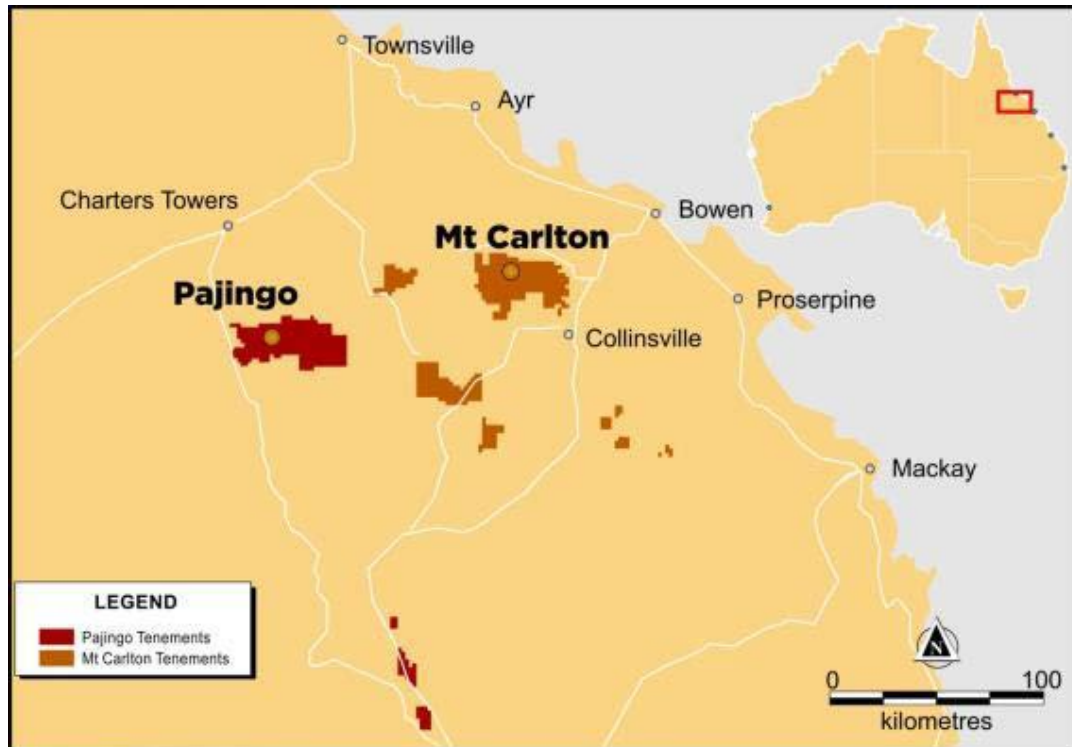 Townsville
Ayr
Charters Towers
Bowen
Mt Carlton
Pajingo
Proserpine
Collinsville
Mackay
LEGEND
Pajingo Tenements
Mt Carlton Tenements
N
0 100
kilometres